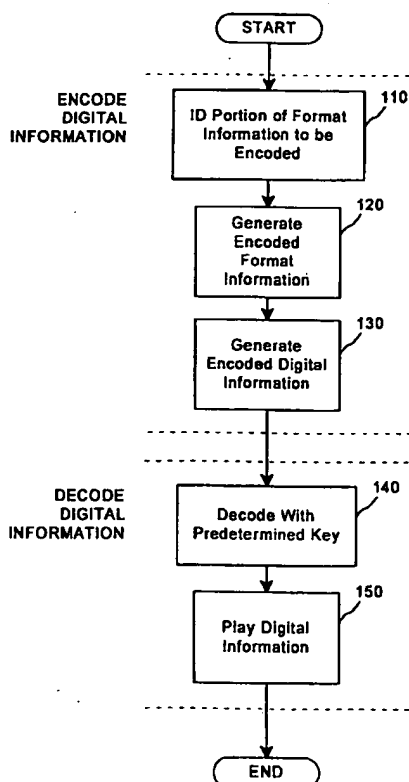 START
ENCODE
DIGITAL
INFORMATION
110
ID Portion of Format
Information to be
Encoded
120
Generate
Encoded
Format
Information
130
Generate
Encoded Digital
Information
DECODE
DIGITAL
INFORMATION
140
Decode With
Predetermined Key
150
Play Digital
Information
END